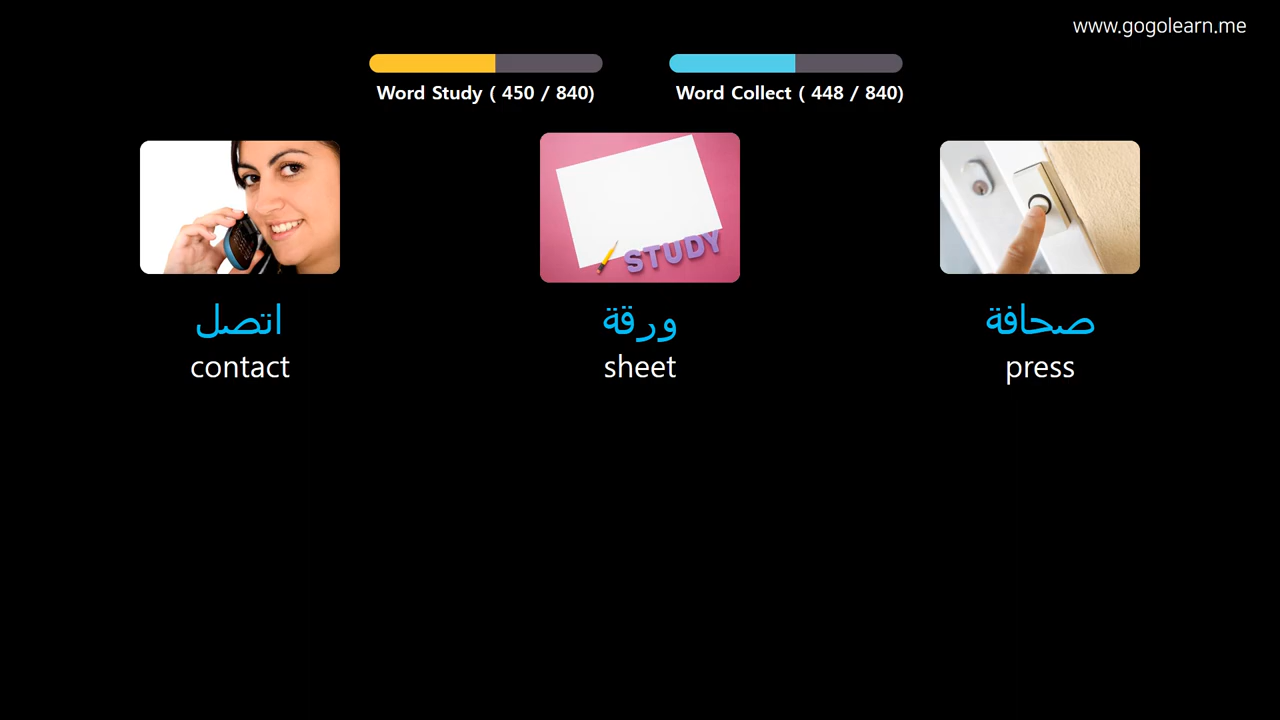 www.gogolearn.me
Word Study ( 450 / 840)
Word Collect ( 448 / 840)
STUDY
اتصل
ورقة
صحافة
contact
sheet
press